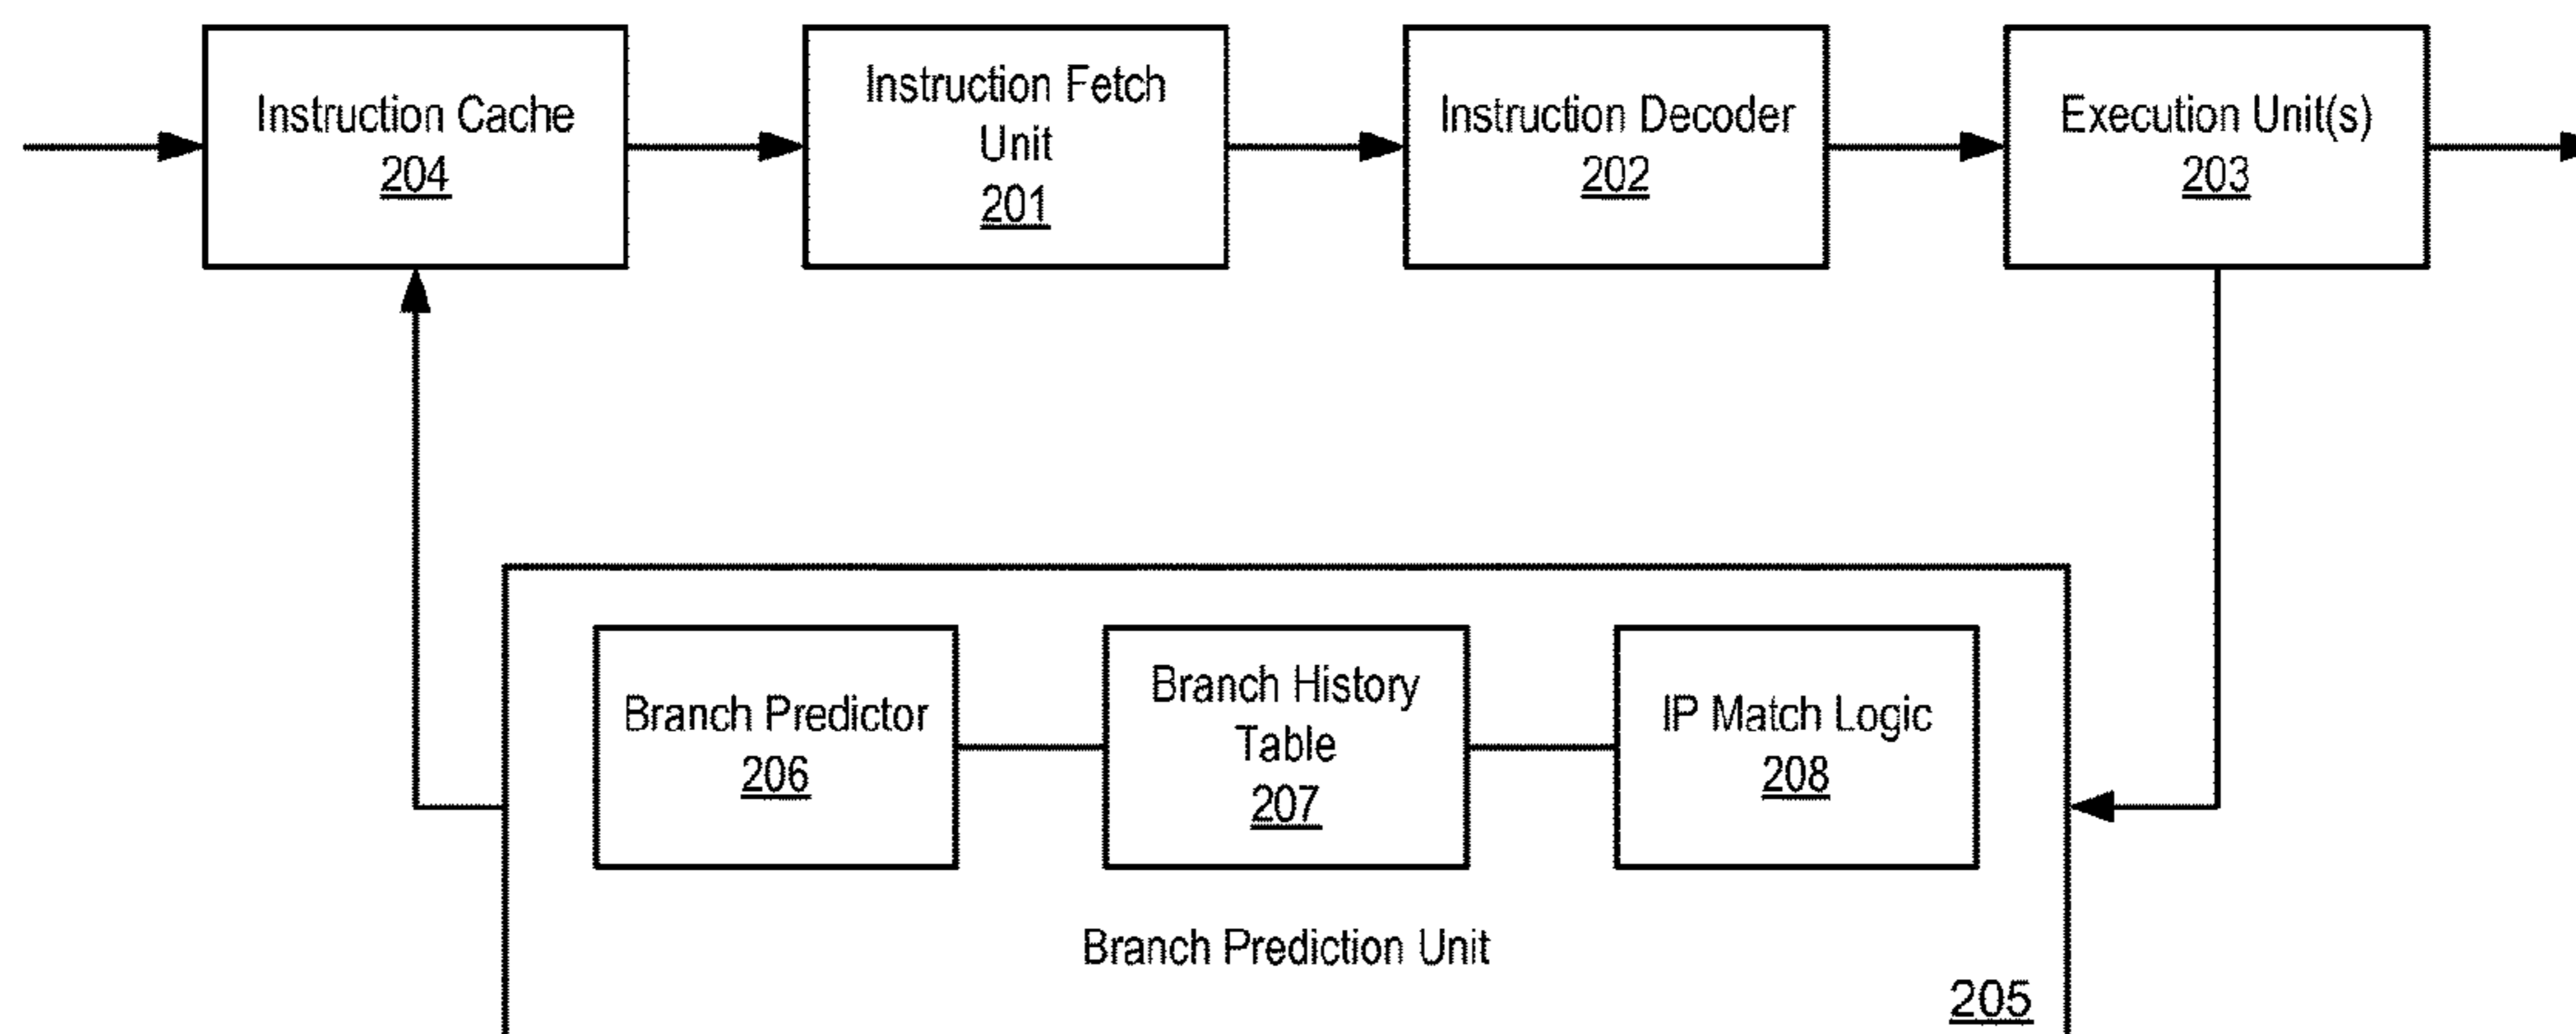 Instruction Cache
204
Instruction Fetch
Unit
201
Instruction Decoder
202
Execution Unit(s)
203
Branch Predictor
206
Branch History
Table
207
IP Match Logic
208
Branch Prediction Unit
205